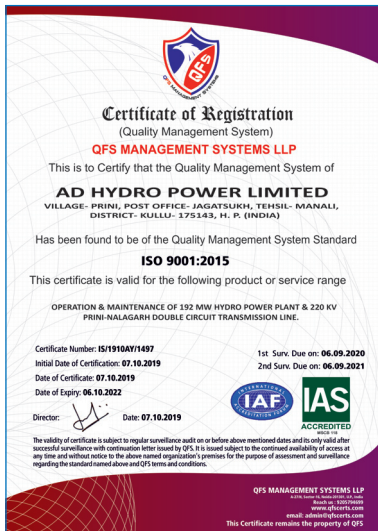 QFS
QFS MANAGEMENT SYSTEMS
Certificate of Registration
(Quality Management System)
QFS MANAGEMENT SYSTEMS LLP
This is to Certify that the Quality Management System of
AD HYDRO POWER LIMITED
VILLAGE- PRINI, POST OFFICE- JAGATSUKH, TEHSIL- MANALI,
DISTRICT- KULLU- 175143, H. P. (INDIA)
Has been found to be of the Quality Management System Standard
ISO 9001:2015
This certificate is valid for the following product or service range
OPERATION & MAINTENANCE OF 192 MW HYDRO POWER PLANT & 220 KV
PRINI-NALAGARH DOUBLE CIRCUIT TRANSMISSION LINE.
Certificate Number: IS/1910AY/1497
Initial Date of Certification: 07.10.2019
Date of Certificate: 07.10.2019
Date of Expiry: 06.10.2022
1st Surv. Due on: 06.09.2020
2nd Surv. Due on: 06.09.2021
Director:
Date: 07.10.2019
INTERNATIONAL
IAF
ACCREDITATION FORUM
IAS
ACCREDITED
MSCB 118
The validity of certificate is subject to regular surveillance audit on or before above mentioned dates and its only valid after
successful surveillance with continuation letter issued by QFS. It is issued subject to the continued availability of access at
any time and without notice to the above named organization's premises for the purpose of assessment and surveillance
regarding the standard named above and QFS terms and conditions.
QFS MANAGEMENT SYSTEMS LLP
Reach us : 9205794699
www.qfscerts.com
email: admin@qfscerts.com
This Certificate remains the property of QFS